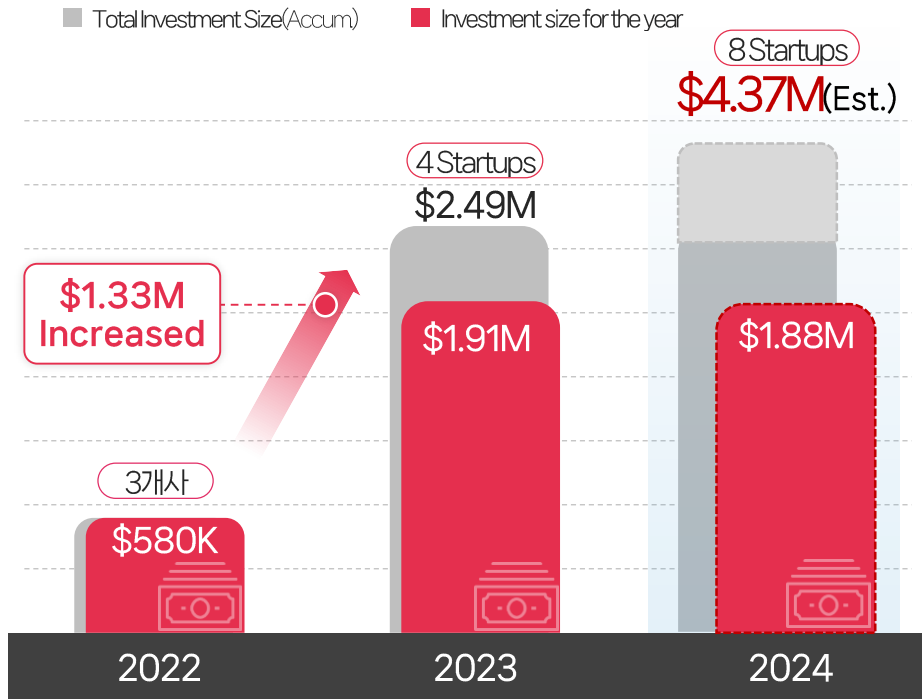 Total Investment Size(Accum.)
Investment size for the year
8 Startups
$4.37M(Est.)
4 Startups
$2.49M
$1.33M
Increased
$1.91M
$1.88M
3개사
$580K
2022
2023
2024